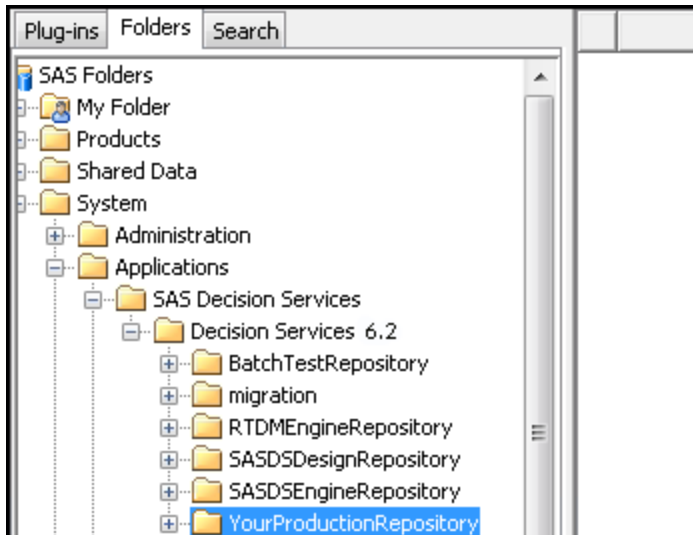 Plug-ins Folders Search
SAS Folders
My Folder
Products
Shared Data
System
Administration
Applications
SAS Decision Services
Decision Services 6.2
BatchTestRepository
migration
RTDMEngineRepository
SASDSDesignRepository
SASDSEngineRepository
YourProductionRepository